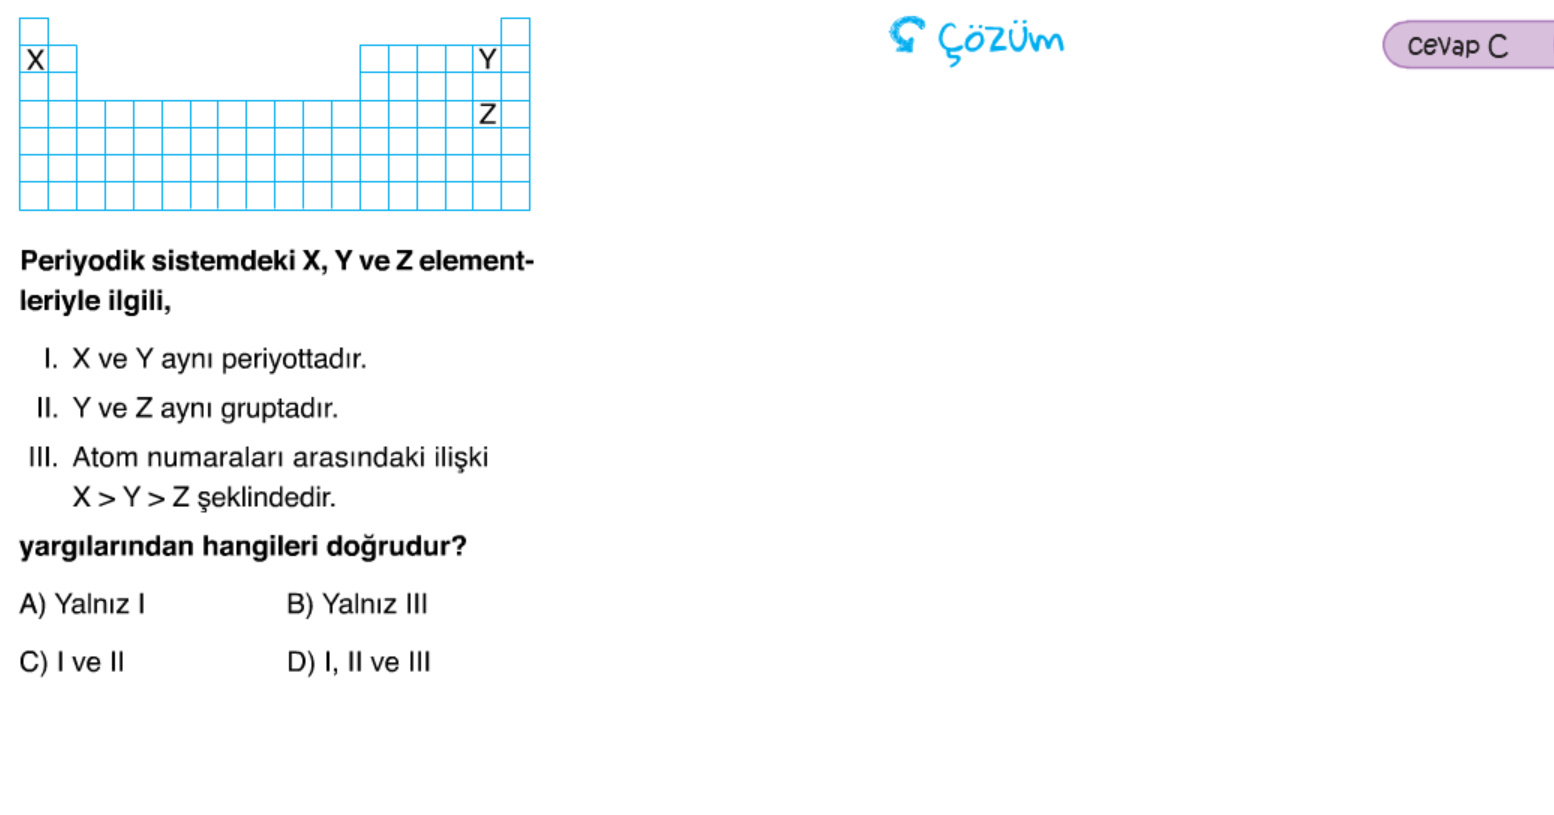 X
Y
Z
Periyodik sistemdeki X, Y ve Z element-
leriyle ilgili,
I. X ve Y aynı periyottadır.
II. Y ve Z aynı gruptadır.
III. Atom numaraları arasındaki ilişki
X > Y > Z şeklindedir.
yargılarından hangileri doğrudur?
A) Yalnız I
B) Yalnız III
C) I ve II
D) I, II ve III
Çözüm
Cevap C